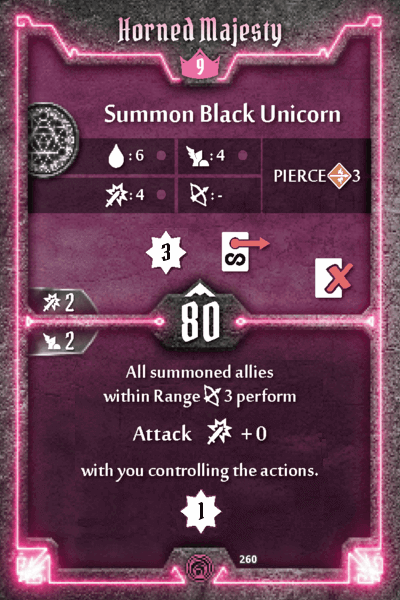 Horned Majesty
9
Summon Black Unicorn
: 6
: 4
PIERCE 3
: 4
: -
3
S
2
80
2
All summoned allies
within Range 3 perform
Attack +0
with you controlling the actions.
1
260